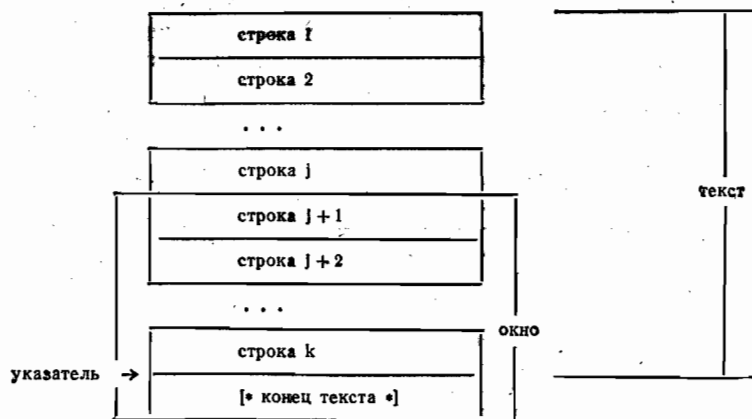 строка 1
строка 2
. . .
строка j
текст
строка j + 1
строка j + 2
. . .
окно
строка k
указатель →
[* конец текста *]